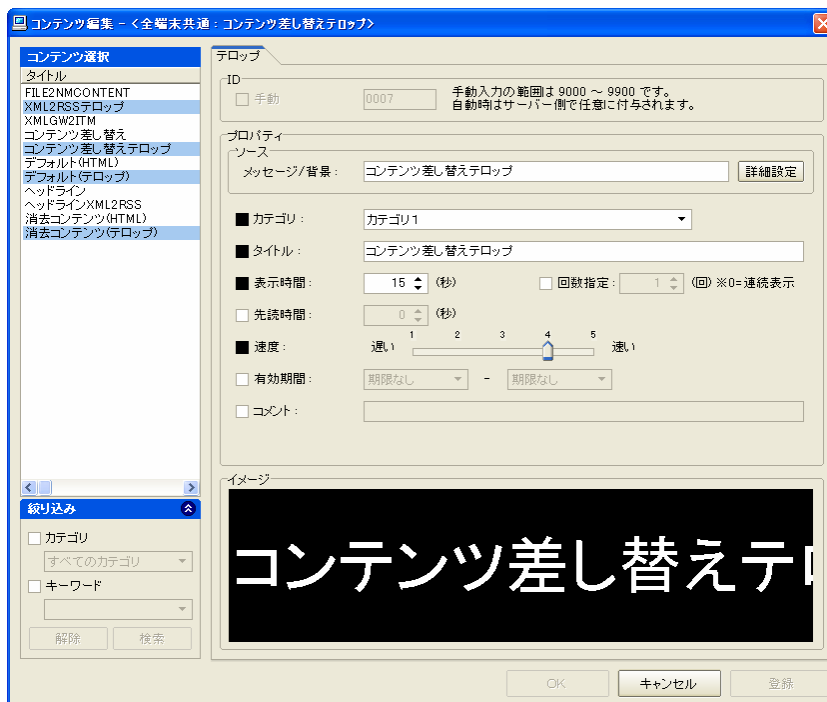 コンテンツ編集 - <全端末共通 : コンテンツ差し替えテロップ>
コンテンツ選択
タイトル
FILE2NMCONTENT
XML2RSSテロップ
XMLGW2ITM
コンテンツ差し替え
コンテンツ差し替えテロップ
デフォルト(HTML)
デフォルト(テロップ)
ヘッドライン
ヘッドラインXML2RSS
消去コンテンツ(HTML)
消去コンテンツ(テロップ)
絞り込み
カテゴリ
すべてのカテゴリ
キーワード
解除 検索
テロップ
ID
手動 0007 手動入力の範囲は 9000 ～ 9900 です。
自動時はサーバー側で任意に付与されます。
プロパティ
ソース
メッセージ/背景 : コンテンツ差し替えテロップ 詳細設定
カテゴリ : カテゴリ1
タイトル : コンテンツ差し替えテロップ
表示時間 : 15 (秒) 回数指定 : 1 (回) ※0=連続表示
先読時間 : 0 (秒)
1 2 3 4 5
速度 : 遅い 速い
有効期間 : 期限なし - 期限なし
コメント :
イメージ
コンテンツ差し替えテロ
OK キャンセル 登録